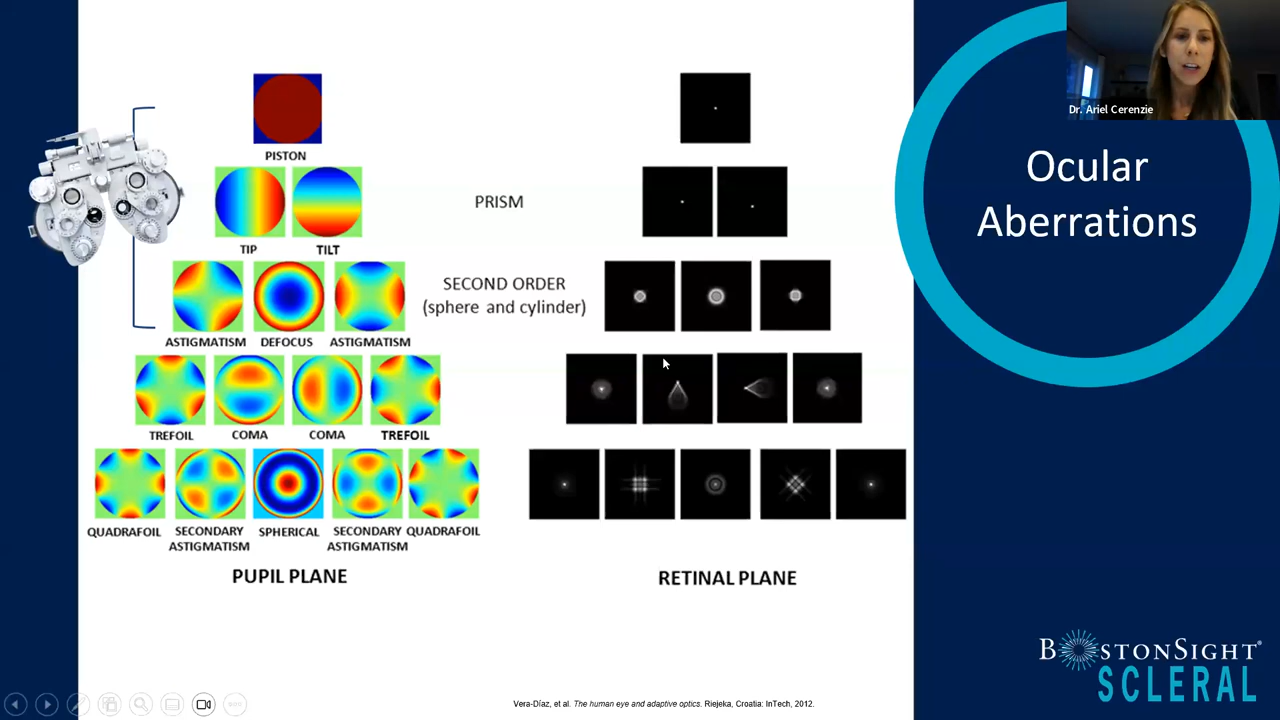 Dr. Ariel Cerenzie
Ocular
Aberrations
PISTON
PRISM
TIP
TILT
SECOND ORDER
(sphere and cylinder)
ASTIGMATISM
DEFOCUS
ASTIGMATISM
TREFOIL
COMA
COMA
TREFOIL
QUADRAFOIL
SECONDARY
ASTIGMATISM
SPHERICAL
SECONDARY
ASTIGMATISM
QUADRAFOIL
PUPIL PLANE
RETINAL PLANE
BOSTONSIGHT®
SCLERAL
Vera-Díaz, et al. The human eye and adaptive optics. Riejeka, Croatia: InTech, 2012.